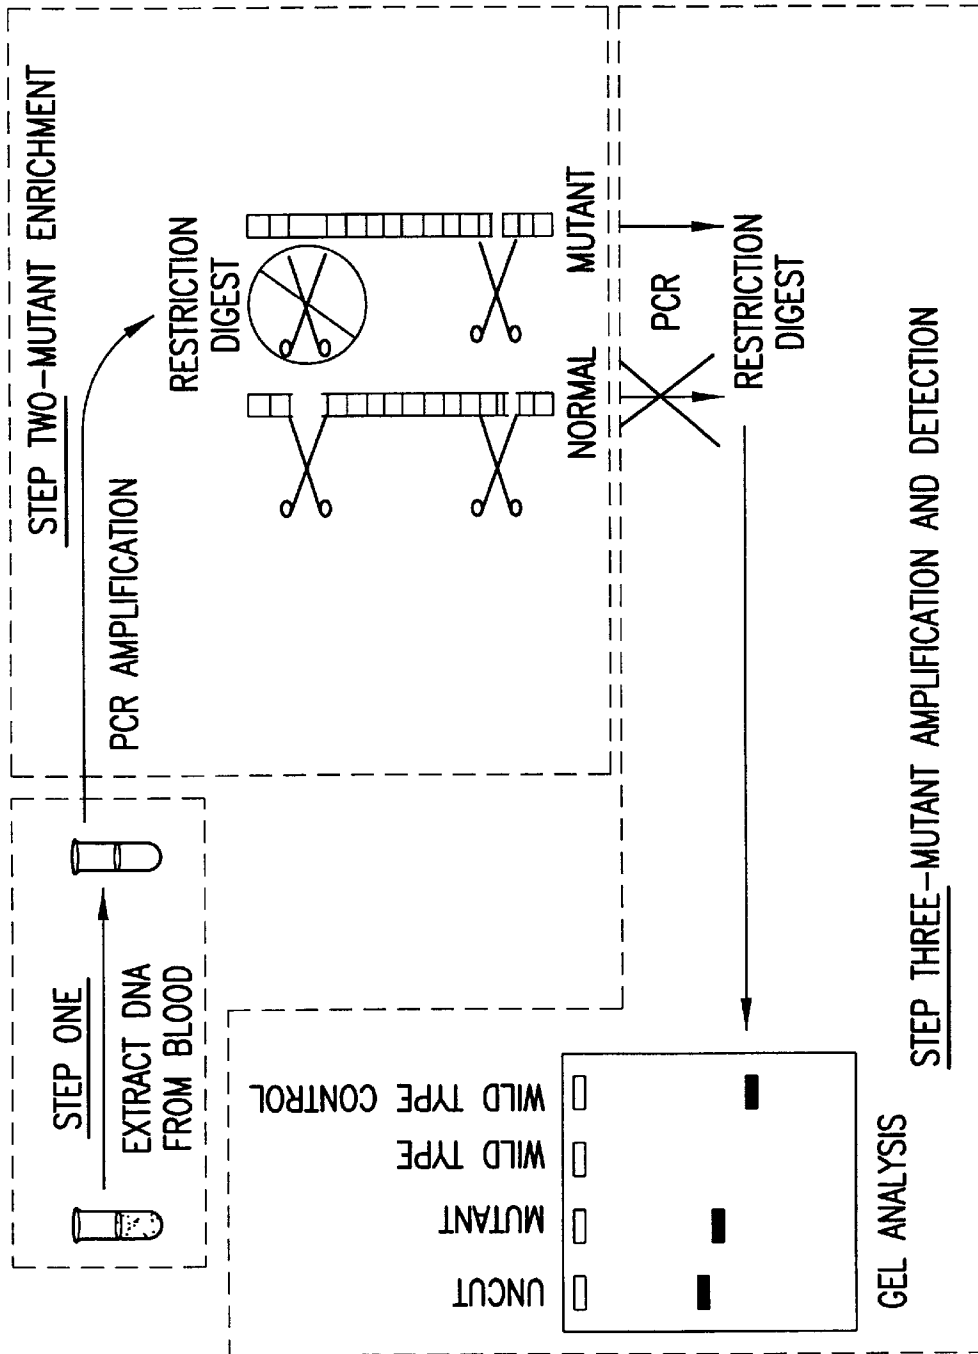 STEP ONE
EXTRACT DNA
FROM BLOOD
STEP TWO-MUTANT ENRICHMENT
PCR AMPLIFICATION
RESTRICTION
DIGEST
NORMAL
MUTANT
PCR
RESTRICTION
DIGEST
UNCUT
MUTANT
WILD TYPE
WILD TYPE CONTROL
GEL ANALYSIS
STEP THREE-MUTANT AMPLIFICATION AND DETECTION